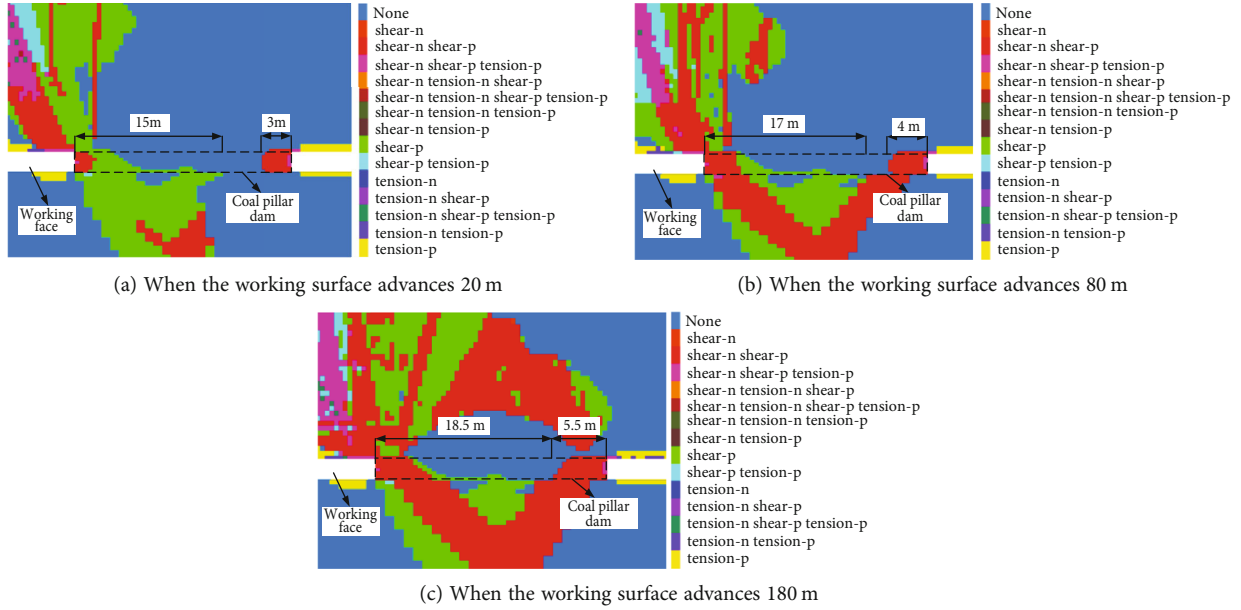 None
shear-n
shear-n shear-p
shear-n shear-p tension-p
shear-n tension-n shear-p
shear-n tension-n shear-p tension-p
shear-n tension-n tension-p
shear-n tension-p
shear-p
shear-p tension-p
tension-n
tension-n shear-p
tension-n shear-p tension-p
tension-n tension-p
tension-p
15m
3m
Working
face
Coal pillar
dam
(a) When the working surface advances 20 m
None
shear-n
shear-n shear-p
shear-n shear-p tension-p
shear-n tension-n shear-p
shear-n tension-n shear-p tension-p
shear-n tension-n tension-p
shear-n tension-p
shear-p
shear-p tension-p
tension-n
tension-n shear-p
tension-n shear-p tension-p
tension-n tension-p
tension-p
17 m
4 m
Working
face
Coal pillar
dam
(b) When the working surface advances 80 m
None
shear-n
shear-n shear-p
shear-n shear-p tension-p
shear-n tension-n shear-p
shear-n tension-n shear-p tension-p
shear-n tension-n tension-p
shear-n tension-p
shear-p
shear-p tension-p
tension-n
tension-n shear-p
tension-n shear-p tension-p
tension-n tension-p
tension-p
18.5 m
5.5 m
Working
face
Coal pillar
dam
(c) When the working surface advances 180 m